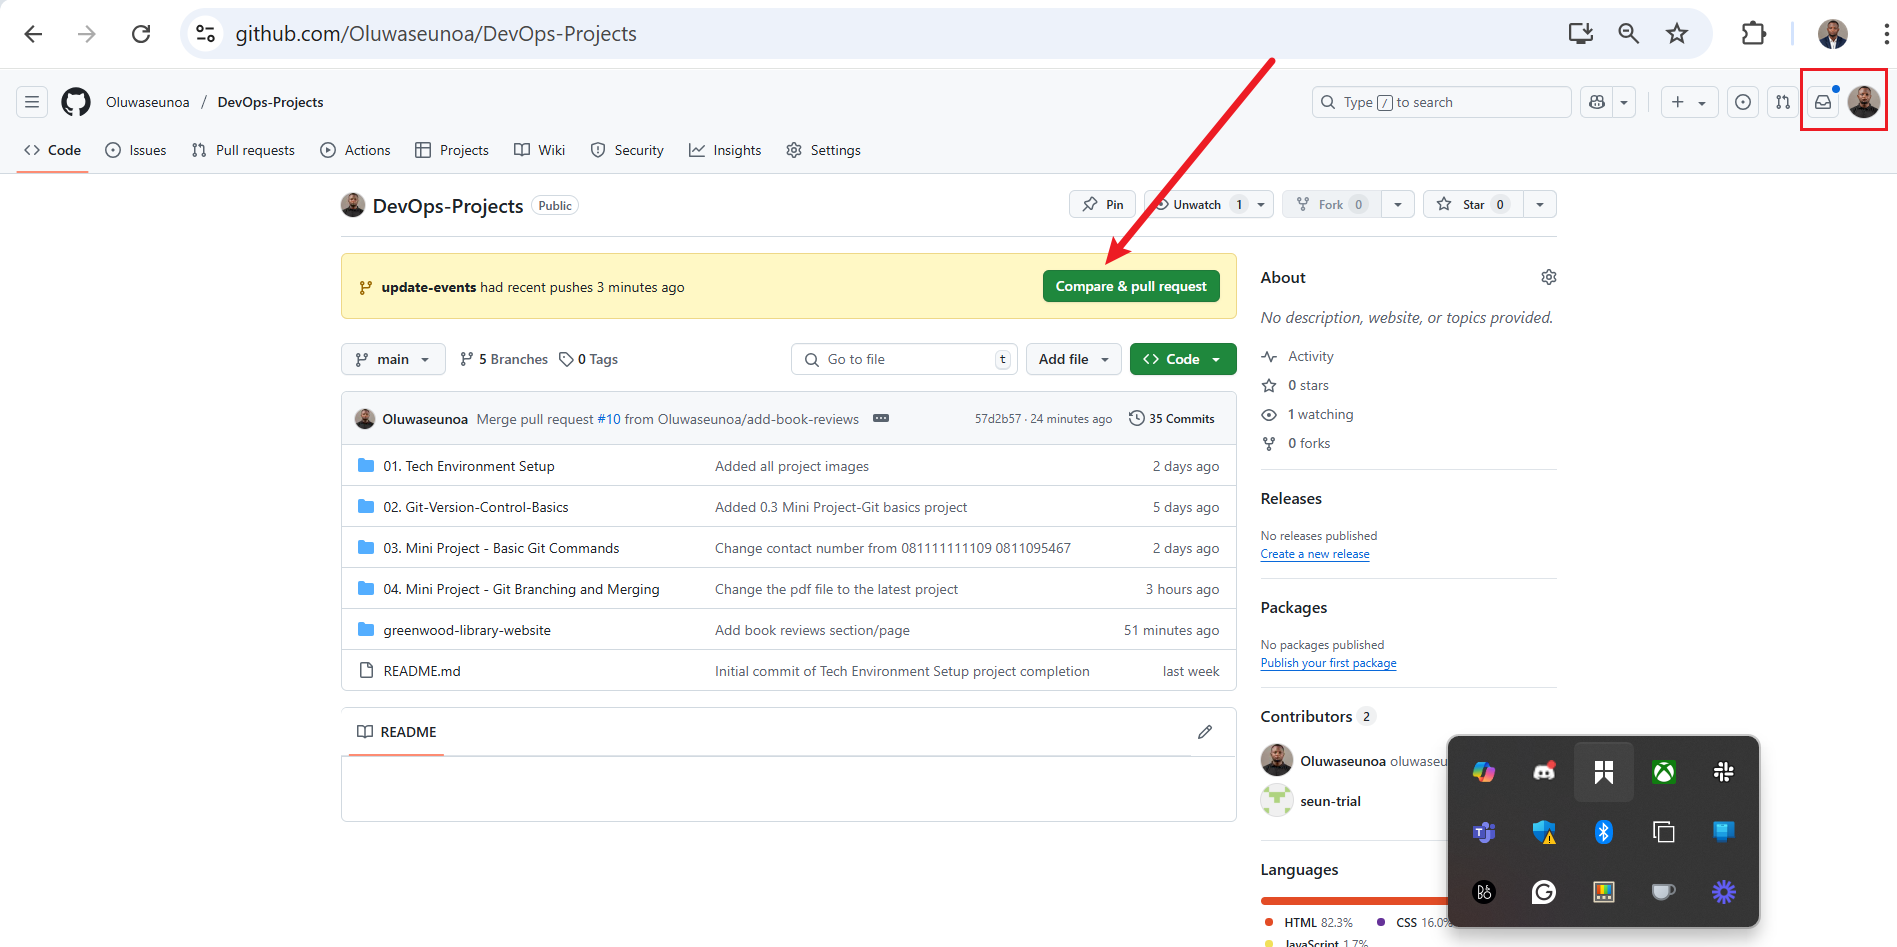 github.com/Oluwaseunoa/DevOps-Projects
Oluwaseunoa / DevOps-Projects
Type / to search
Code
Issues
Pull requests
Actions
Projects
Wiki
Security
Insights
Settings
DevOps-Projects Public
Pin
Unwatch 1
Fork 0
Star 0
update-events had recent pushes 3 minutes ago
Compare & pull request
main
5 Branches
0 Tags
Go to file t
Add file
Code
Oluwaseunoa Merge pull request #10 from Oluwaseunoa/add-book-reviews
57d2b57 · 24 minutes ago
35 Commits
01. Tech Environment Setup Added all project images 2 days ago
02. Git-Version-Control-Basics Added 0.3 Mini Project-Git basics project 5 days ago
03. Mini Project - Basic Git Commands Change contact number from 081111111109 0811095467 2 days ago
04. Mini Project - Git Branching and Merging Change the pdf file to the latest project 3 hours ago
greenwood-library-website Add book reviews section/page 51 minutes ago
README.md Initial commit of Tech Environment Setup project completion last week
README
About
No description, website, or topics provided.
Activity
0 stars
1 watching
0 forks
Releases
No releases published
Create a new release
Packages
No packages published
Publish your first package
Contributors 2
Oluwaseunoa oluwaseu
seun-trial
Languages
HTML 82.3%
CSS 16.0%
JavaScript 1.7%